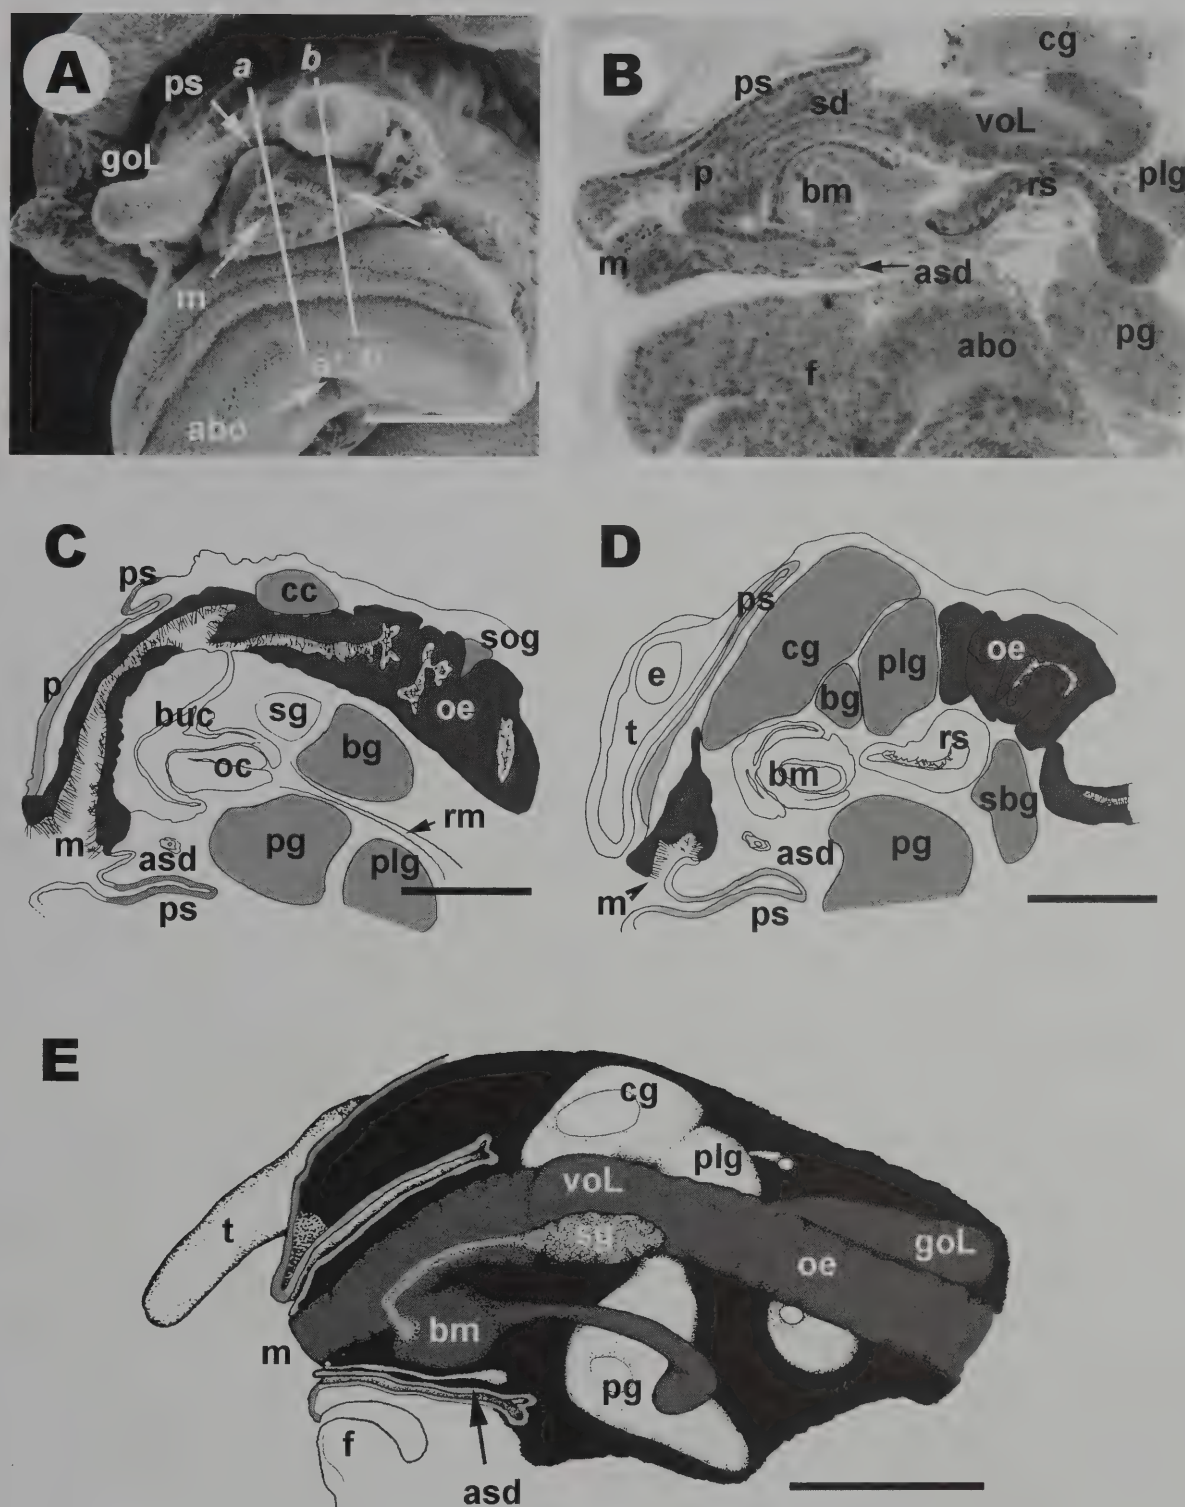 A
a
b
ps
goL
m
a'
abo
B
cg
ps
sd
voL
p
bm
rs
plg
m
asd
pg
abo
f
C
ps
cc
sog
p
buc
sg
oe
oc
bg
rm
m
asd
pg
plg
ps
D
ps
cg
plg
oe
e
bg
t
rs
bm
sbg
asd
pg
m
ps
E
cg
plg
voL
t
sg
goL
oe
bm
m
pg
f
asd